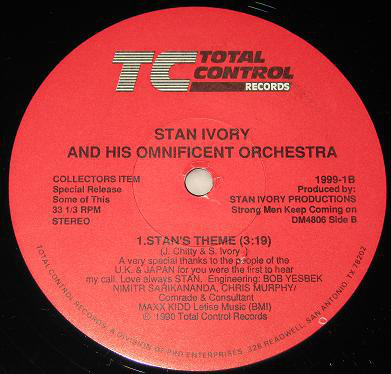 TC TOTAL
CONTROL
RECORDS
STAN IVORY
AND HIS OMNIFICENT ORCHESTRA
COLLECTORS ITEM
Special Release
Some of This
33 1/3 RPM
STEREO
1999-1B
Produced by:
STAN IVORY PRODUCTIONS
Strong Men Keep Coming on
DM4806 Side B
1.STAN'S THEME (3:19)
(J. Chitty & S. Ivory )
A very special thanks to the people of the
U.K. & JAPAN for you were the first to hear
my call. Love always STAN. Engineering: BOB YESBEK
NIMITR SARIKANANDA, CHRIS MURPHY/
Comrade & Consultant
MAXX KIDD Letise Music (BMI)
© 1990 Total Control Records
TOTAL CONTROL RECORDS, A DIVISION OF PRO ENTERPRISES, 328 READWELL, SAN ANTONIO, TX 78202